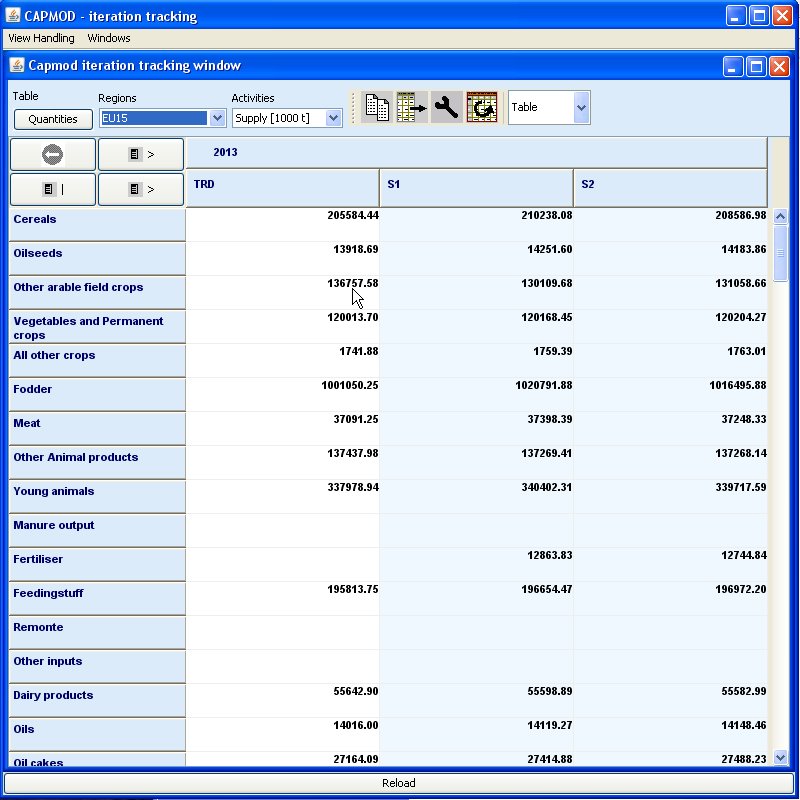 CAPMOD - iteration tracking
View Handling Windows
Capmod iteration tracking window
Table Regions Activities
Quantities EU15 Supply [1000 t] Table
> 2013
| > TRD S1 S2
Cereals 205584.44 210238.08 208586.98
Oilseeds 13918.69 14251.60 14183.86
Other arable field crops 136757.58 130109.68 131058.66
Vegetables and Permanent 120013.70 120168.45 120204.27
crops
All other crops 1741.88 1759.39 1763.01
Fodder 1001050.25 1020791.88 1016495.88
Meat 37091.25 37398.39 37248.33
Other Animal products 137437.98 137269.41 137268.14
Young animals 337978.94 340402.31 339717.59
Manure output
Fertiliser 12863.83 12744.84
Feedingstuff 195813.75 196654.47 196972.20
Remonte
Other inputs
Dairy products 55642.90 55598.89 55582.99
Oils 14016.00 14119.27 14148.46
Oil cakes 27164.09 27414.88 27488.23
Reload